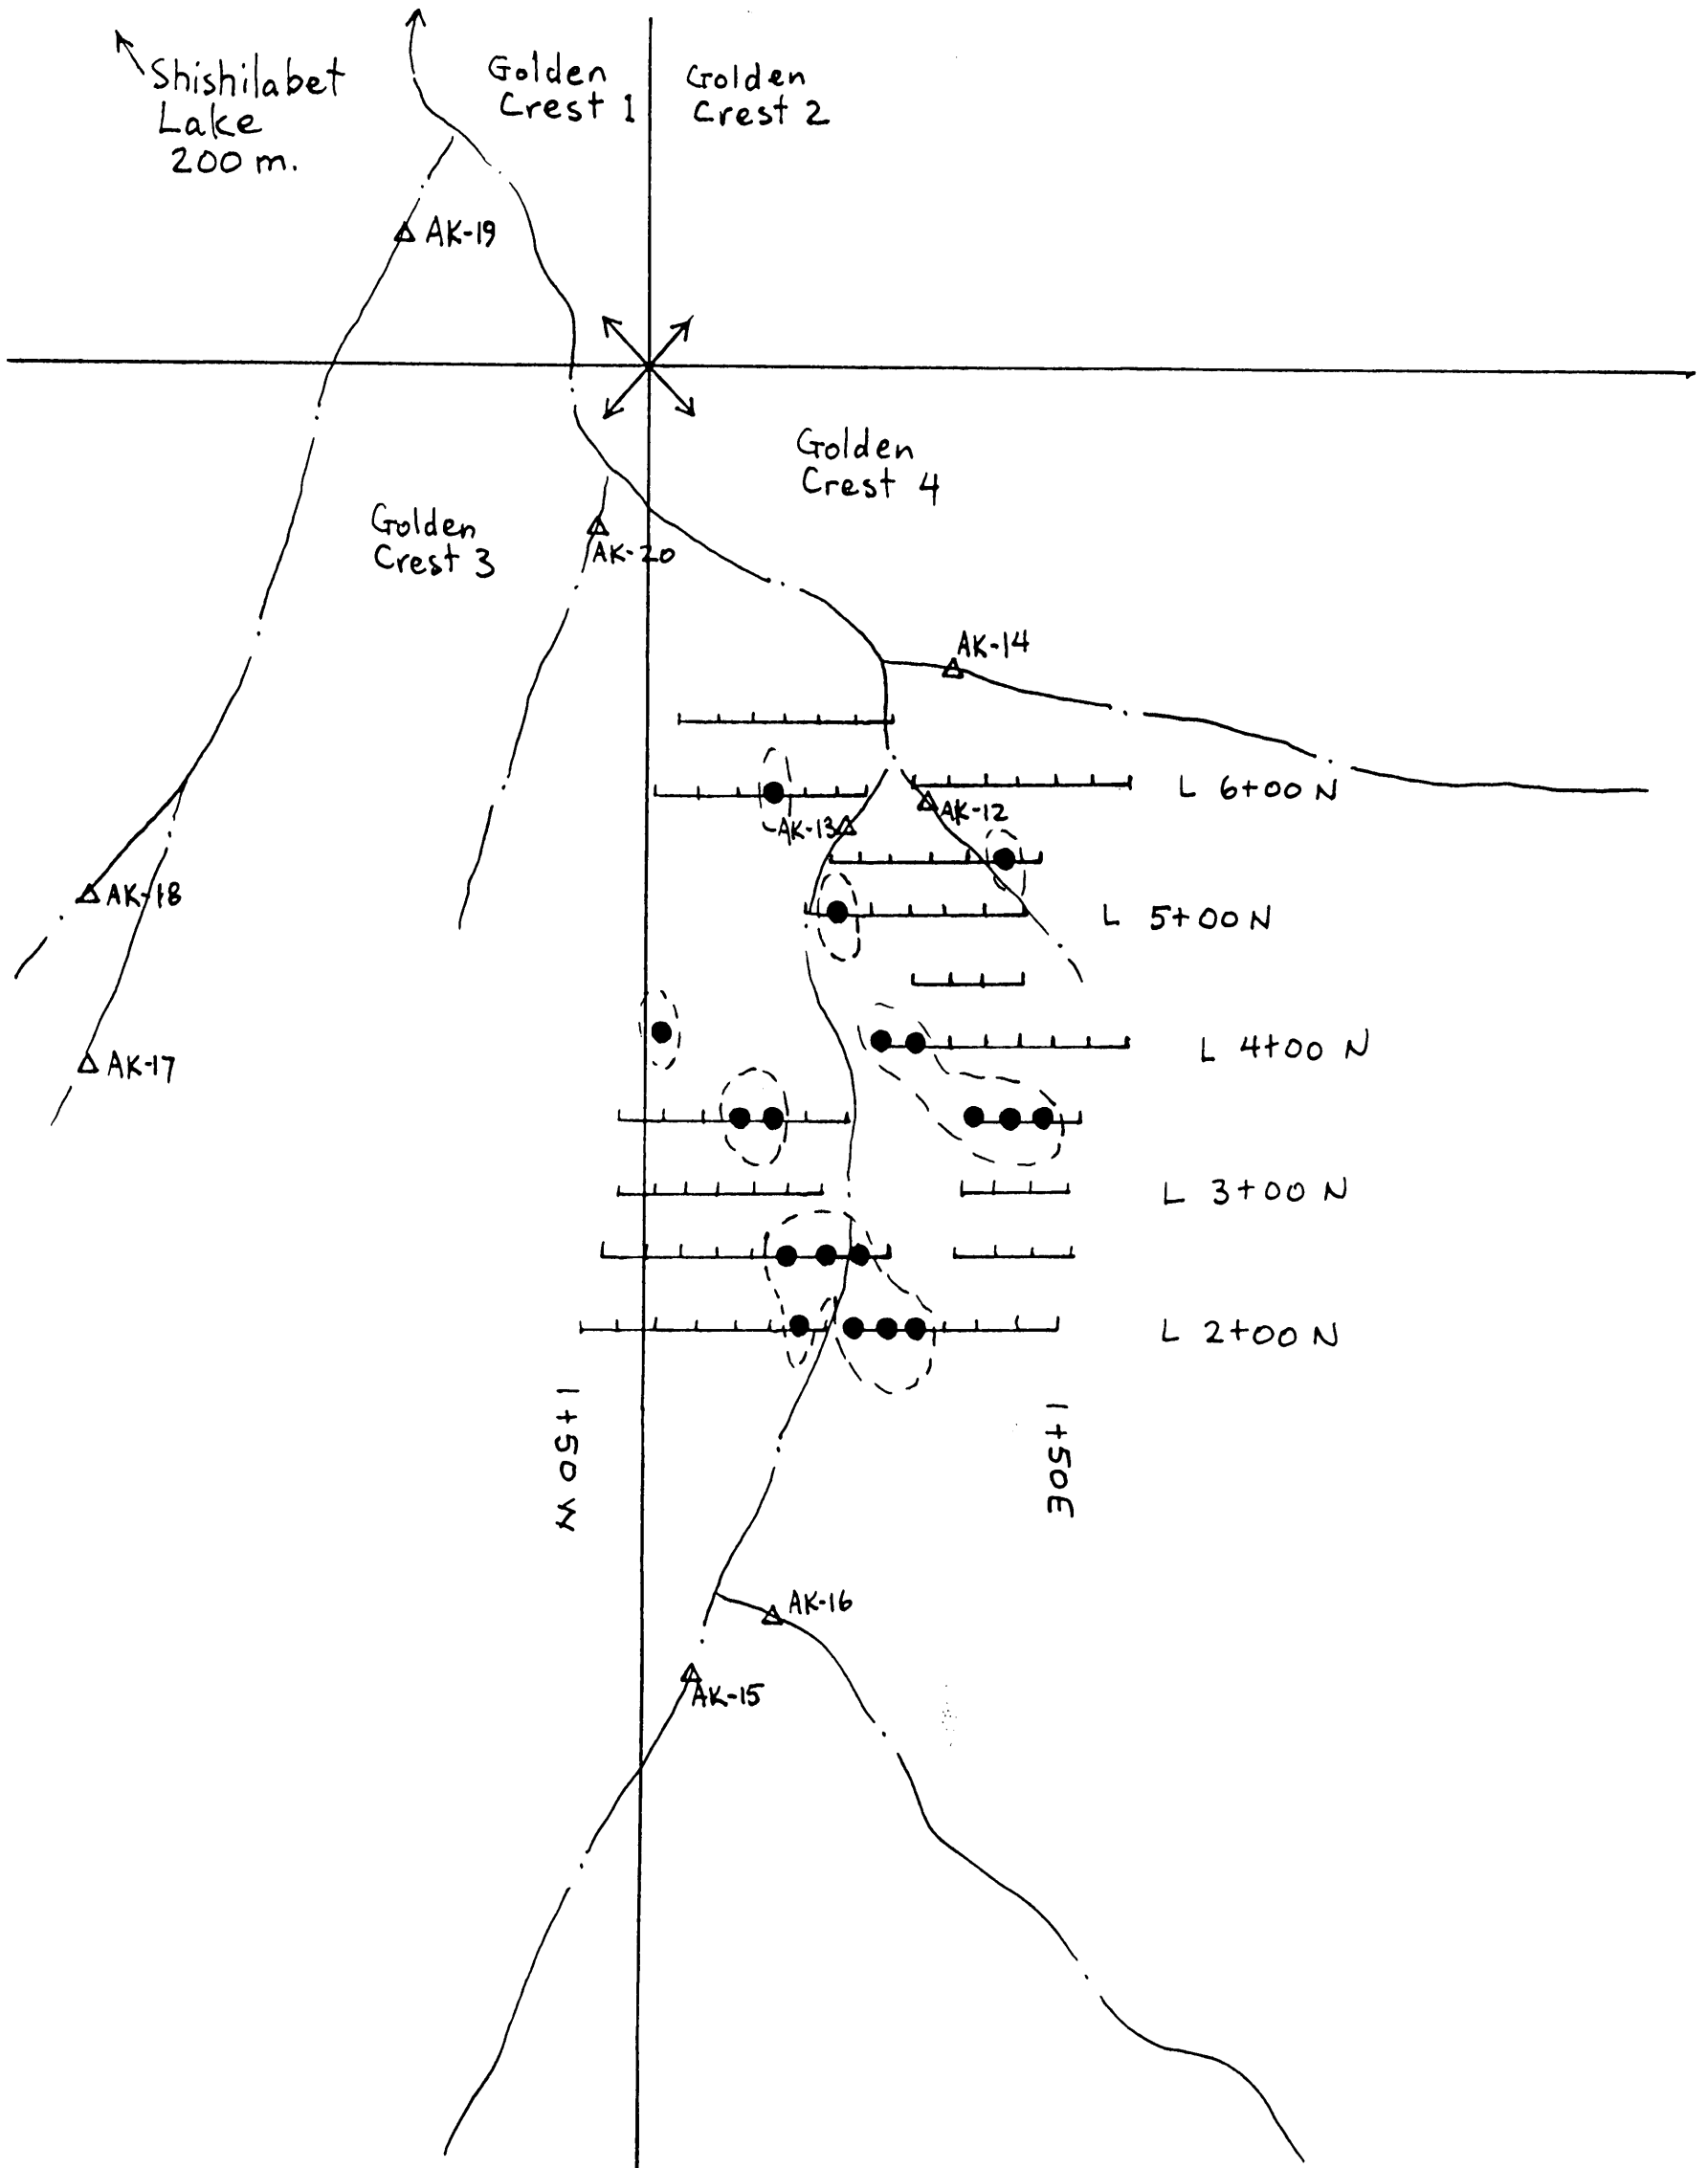 Shishilabet
Lake
200 m.
Golden
Crest 1
Golden
Crest 2
AK-19
Golden
Crest 4
Golden
Crest 3
AK-20
AK-14
L 6+00 N
AK-12
AK-13
AK-18
L 5+00 N
L 4+00 N
AK-17
L 3+00 N
L 2+00 N
1+50 W
1+50E
AK-16
AK-15